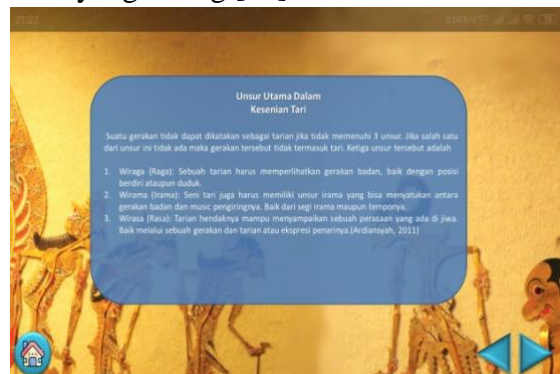 21:22
Unsur Utama Dalam
Kesenian Tari
Suatu gerakan tidak dapat dikatakan sebagai tarian jika tidak memenuhi 3 unsur. Jika salah satu
dari unsur ini tidak ada maka gerakan tersebut tidak termasuk tari. Ketiga unsur tersebut adalah
1. Wiraga (Raga): Sebuah tarian harus memperlihatkan gerakan badan, baik dengan posisi
berdiri ataupun duduk.
2. Wirama (Irama): Seni tari juga harus memiliki unsur irama yang bisa menyatukan antara
gerakan badan dan music pengiringnya. Baik dari segi irama maupun temponya.
3. Wirasa (Rasa): Tarian hendaknya mampu menyampaikan sebuah perasaan yang ada di jiwa.
Baik melalui sebuah gerakan dan tarian atau ekspresi penarinya.(Ardiansyah, 2011)